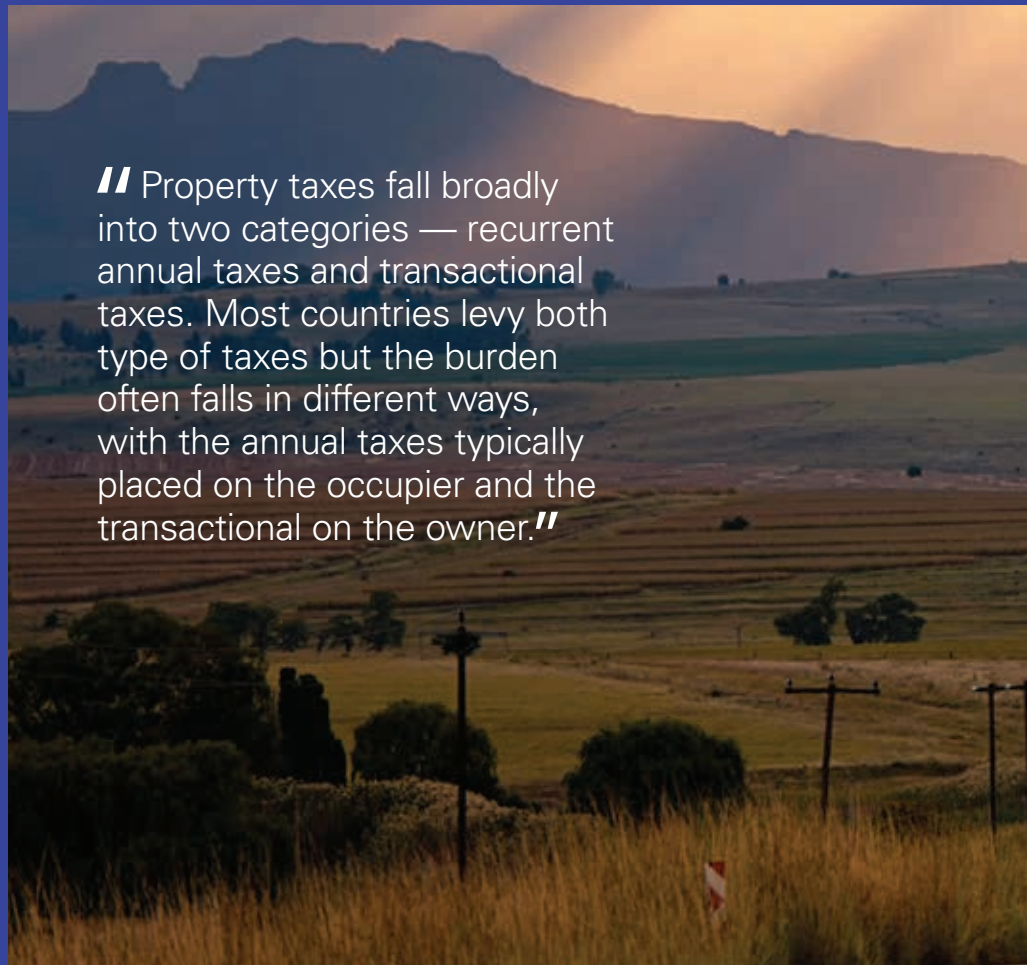 " Property taxes fall broadly
into two categories — recurrent
annual taxes and transactional
taxes. Most countries levy both
type of taxes but the burden
often falls in different ways,
with the annual taxes typically
placed on the occupier and the
transactional on the owner."